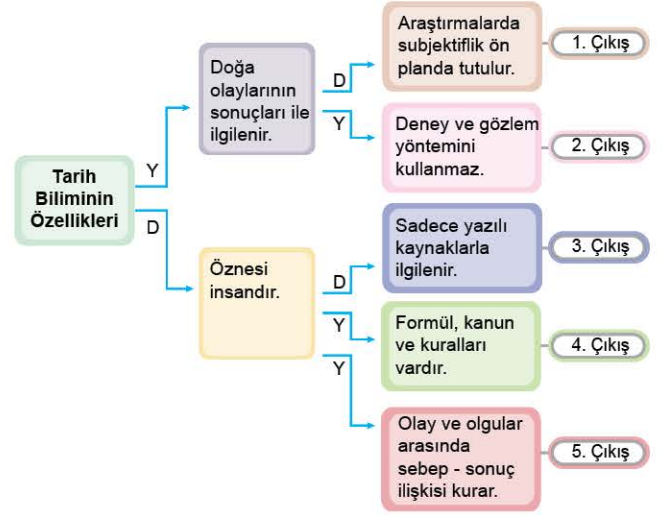 Tarih
Biliminin
Özellikleri
Y
D
Doğa
olaylarının
sonuçları ile
ilgilenir.
D
Y
Araştırmalarda
subjektiflik ön
planda tutulur.
1. Çıkış
Deney ve gözlem
yöntemini
kullanmaz.
2. Çıkış
Öznesi
insandır.
D
Y
Y
Sadece yazılı
kaynaklarla
ilgilenir.
3. Çıkış
Formül, kanun
ve kuralları
vardır.
4. Çıkış
Olay ve olgular
arasında
sebep - sonuç
ilişkisi kurar.
5. Çıkış